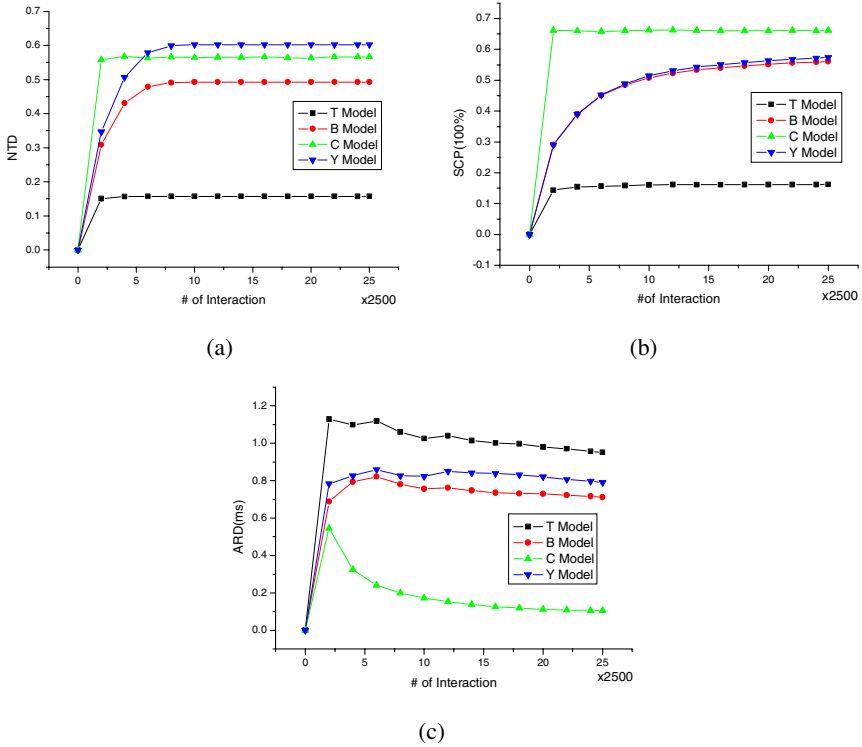 0.7
0.6
0.5
0.4
0.3
0.2
0.1
0.0
NTD
T Model
B Model
C Model
Y Model
0 5 10 15 20 25
# of Interaction x2500
(a)
0.7
0.6
0.5
0.4
0.3
0.2
0.1
0.0
-0.1
SCP(100%)
T Model
B Model
C Model
Y Model
0 5 10 15 20 25
#of Interaction x2500
(b)
1.2
1.0
0.8
0.6
0.4
0.2
0.0
ARD(ms)
T Model
B Model
C Model
Y Model
0 5 10 15 20 25
# of Interaction x2500
(c)